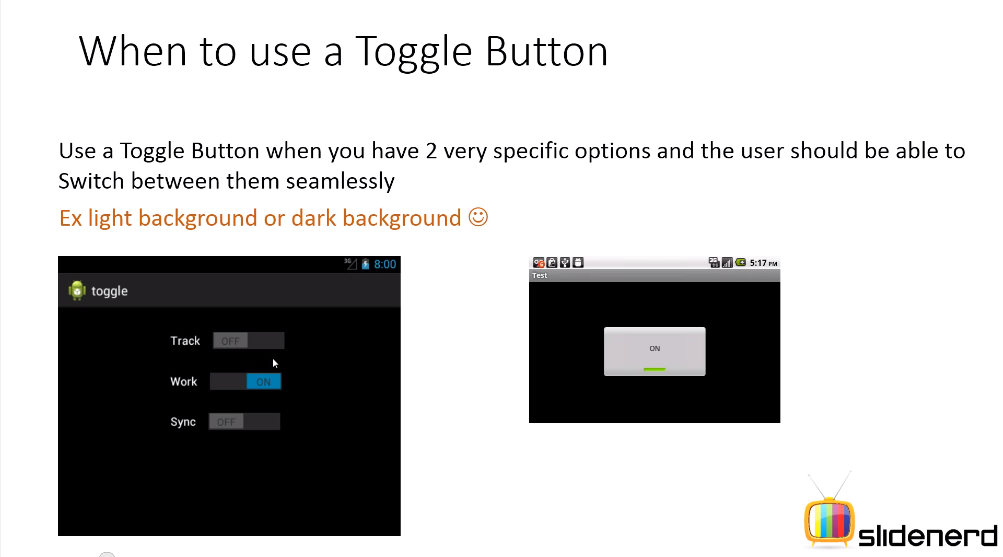 When to use a Toggle Button
Use a Toggle Button when you have 2 very specific options and the user should be able to
Switch between them seamlessly
Ex light background or dark background ☺
3G 8:00
toggle
Track OFF
Work ON
Sync OFF
5:17 PM
Test
ON
slidenerd